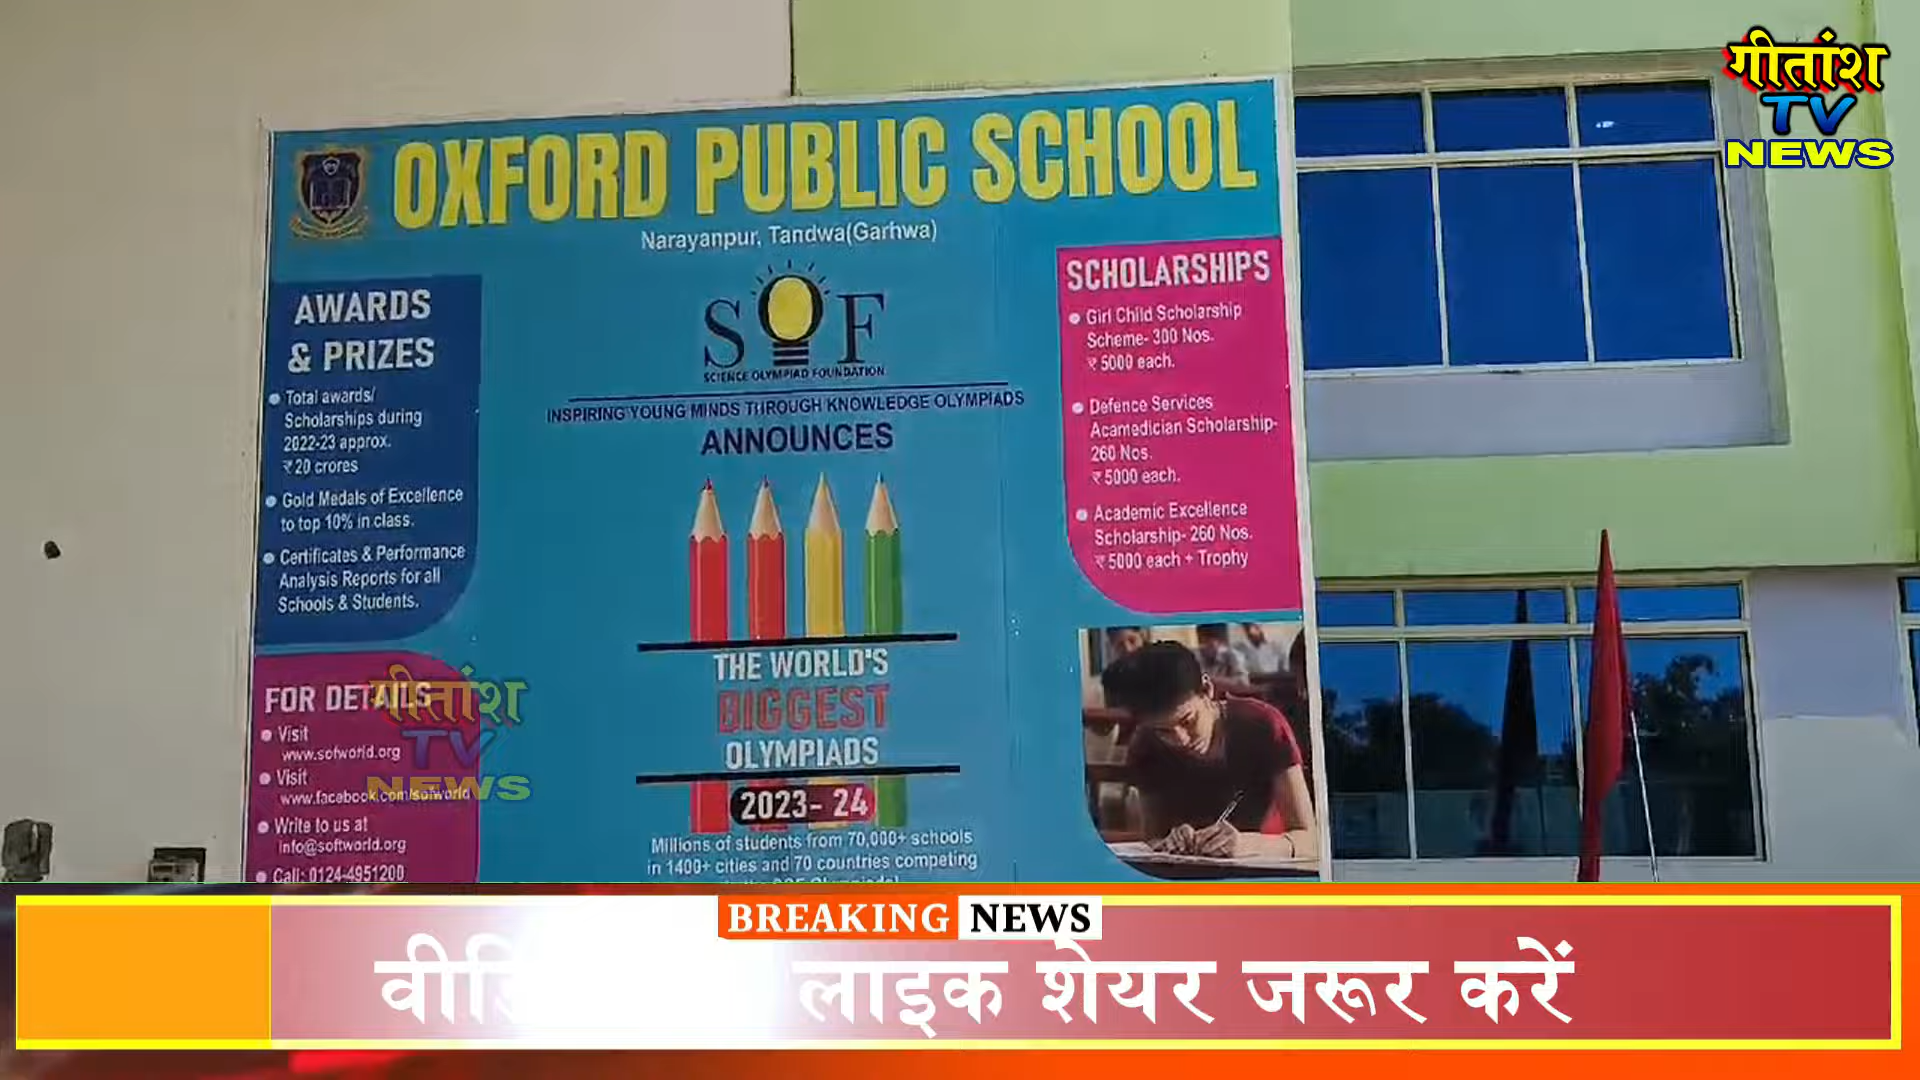 गीतांश
TV
NEWS
OXFORD PUBLIC SCHOOL
Narayanpur, Tandwa(Garhwa)
AWARDS
& PRIZES
Total awards/
Scholarships during
2022-23 approx.
₹20 crores
Gold Medals of Excellence
to top 10% in class.
Certificates & Performance
Analysis Reports for all
Schools & Students.
FOR DETAILS
Visit
www.sofworld.org
Visit
www.facebook.com/sofworld
Write to us at
info@softworld.org
Call: 0124-4951200
गीतांश
TV
NEWS
SOF
SCIENCE OLYMPIAD FOUNDATION
INSPIRING YOUNG MINDS THROUGH KNOWLEDGE OLYMPIADS
ANNOUNCES
THE WORLD'S
BIGGEST
OLYMPIADS
2023- 24
Millions of students from 70,000+ schools
in 1400+ cities and 70 countries competing
SCHOLARSHIPS
Girl Child Scholarship
Scheme- 300 Nos.
₹ 5000 each.
Defence Services
Acamedician Scholarship-
260 Nos.
₹ 5000 each.
Academic Excellence
Scholarship- 260 Nos.
₹ 5000 each + Trophy
BREAKING NEWS
लाइक शेयर जरूर करें